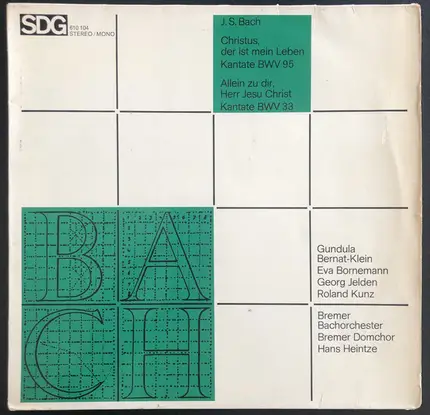 SDG
610 104
STEREO/MONO
J. S. Bach
Christus,
der ist mein Leben
Kantate BWV 95
Allein zu dir,
Herr Jesu Christ
Kantate BWV 33
BA
CH
Gundula
Bernat-Klein
Eva Bornemann
Georg Jelden
Roland Kunz
Bremer
Bachorchester
Bremer Domchor
Hans Heintze